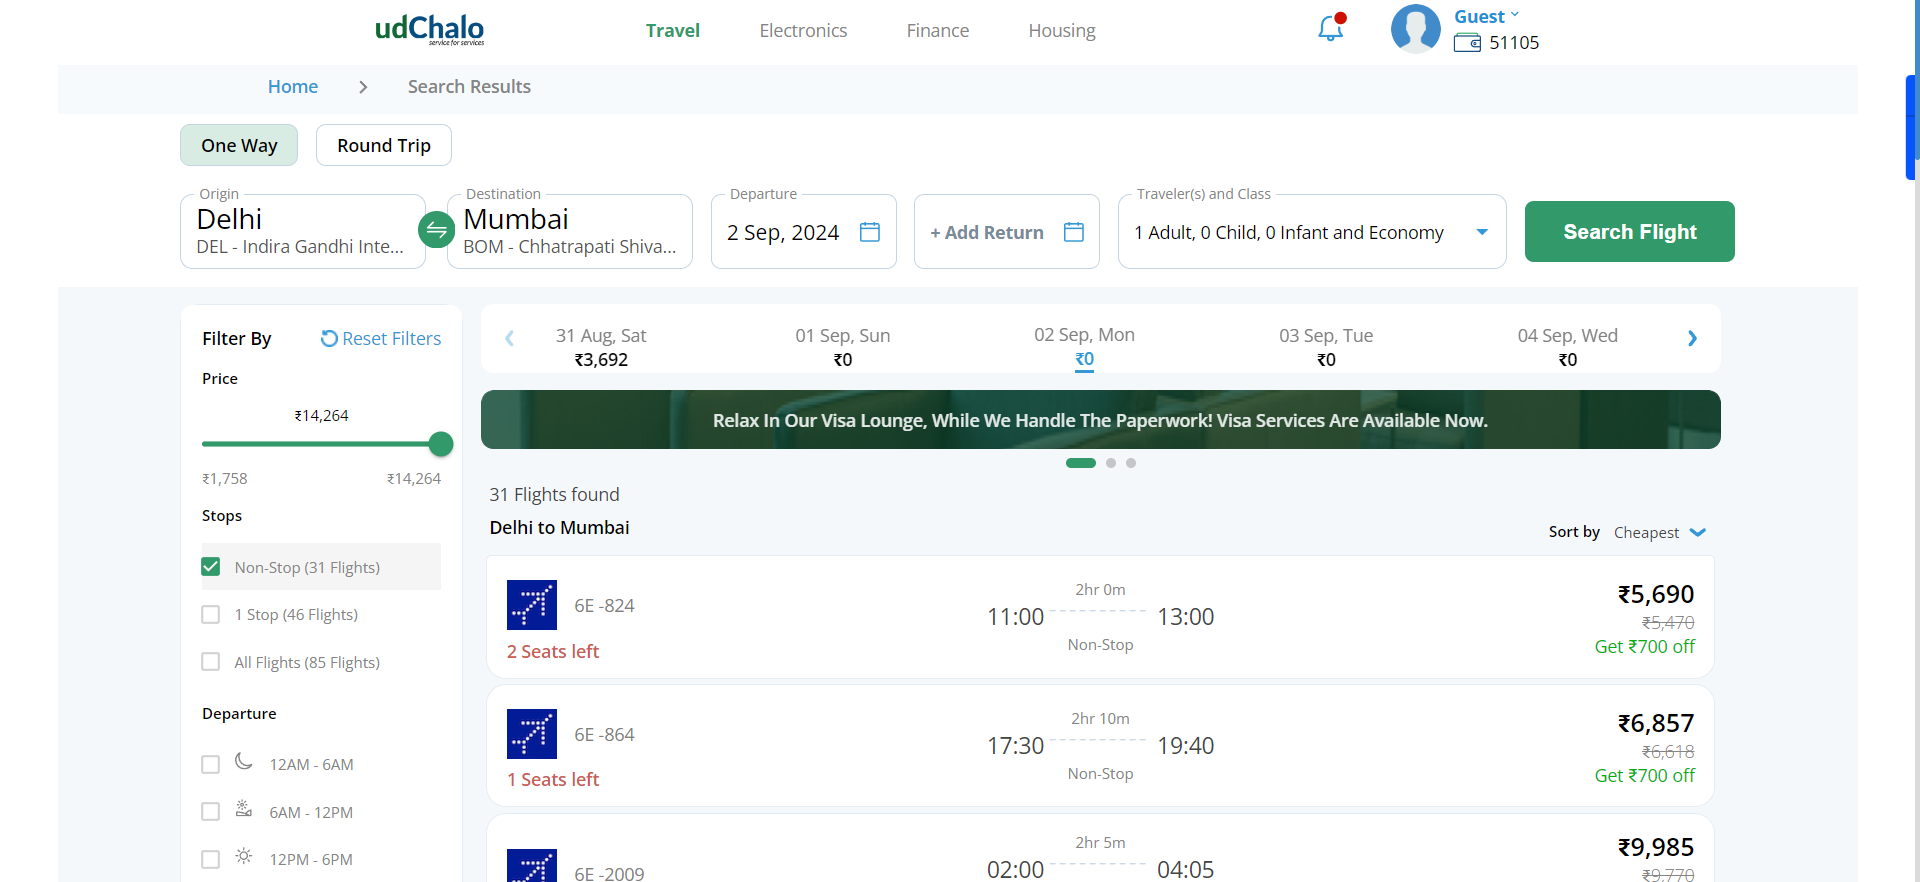 udChalo
service for services
Travel
Electronics
Finance
Housing
Guest
51105
Home
Search Results
One Way
Round Trip
Origin
Delhi
DEL - Indira Gandhi Inte...
Destination
Mumbai
BOM - Chhatrapati Shiva...
Departure
2 Sep, 2024
+ Add Return
Traveler(s) and Class
1 Adult, 0 Child, 0 Infant and Economy
Search Flight
Filter By
Reset Filters
Price
₹14,264
₹1,758
₹14,264
Stops
Non-Stop (31 Flights)
1 Stop (46 Flights)
All Flights (85 Flights)
Departure
12AM - 6AM
6AM - 12PM
12PM - 6PM
31 Aug, Sat
₹3,692
01 Sep, Sun
₹0
02 Sep, Mon
₹0
03 Sep, Tue
₹0
04 Sep, Wed
₹0
Relax In Our Visa Lounge, While We Handle The Paperwork! Visa Services Are Available Now.
31 Flights found
Delhi to Mumbai
Sort by Cheapest
6E -824
2 Seats left
11:00
2hr 0m
Non-Stop
13:00
₹5,690
₹5,470
Get ₹700 off
6E -864
1 Seats left
17:30
2hr 10m
Non-Stop
19:40
₹6,857
₹6,618
Get ₹700 off
6E -2009
02:00
2hr 5m
04:05
₹9,985
₹9,770